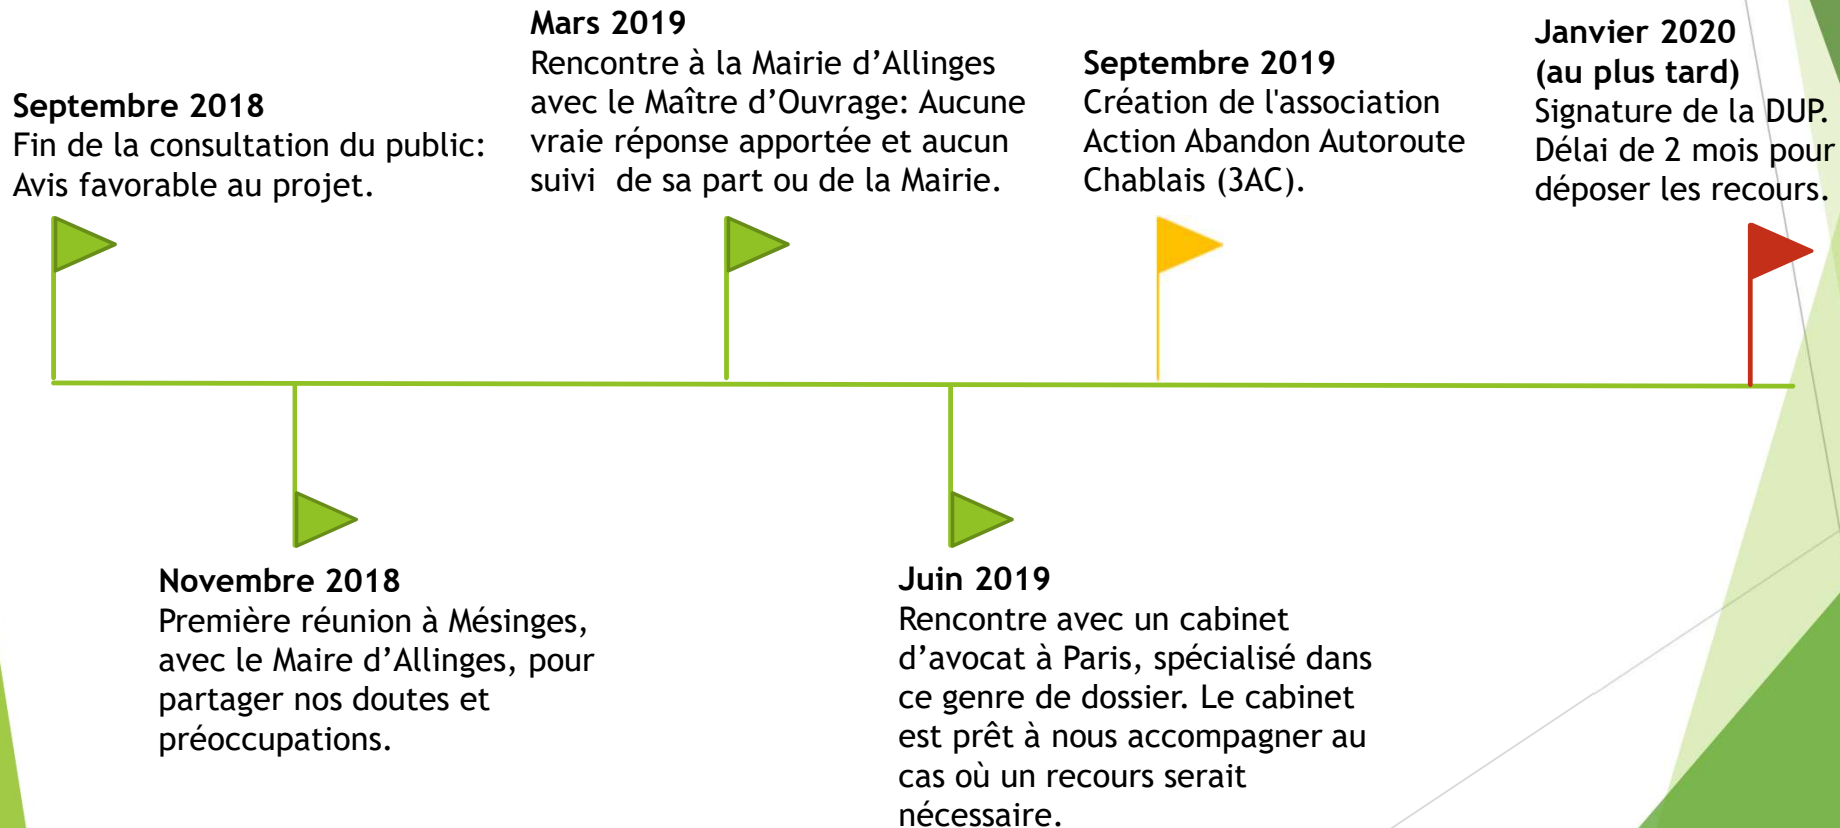 Septembre 2018
Fin de la consultation du public:
Avis favorable au projet.
Novembre 2018
Première réunion à Mésinges,
avec le Maire d’Allinges, pour
partager nos doutes et
préoccupations.
Mars 2019
Rencontre à la Mairie d’Allinges
avec le Maître d’Ouvrage: Aucune
vraie réponse apportée et aucun
suivi  de sa part ou de la Mairie.
Juin 2019
Rencontre avec un cabinet
d’avocat à Paris, spécialisé dans
ce genre de dossier. Le cabinet
est prêt à nous accompagner au
cas où un recours serait
nécessaire.
Septembre 2019
Création de l'association
Action Abandon Autoroute
Chablais (3AC).
Janvier 2020
(au plus tard)
Signature de la DUP.
Délai de 2 mois pour
déposer les recours.